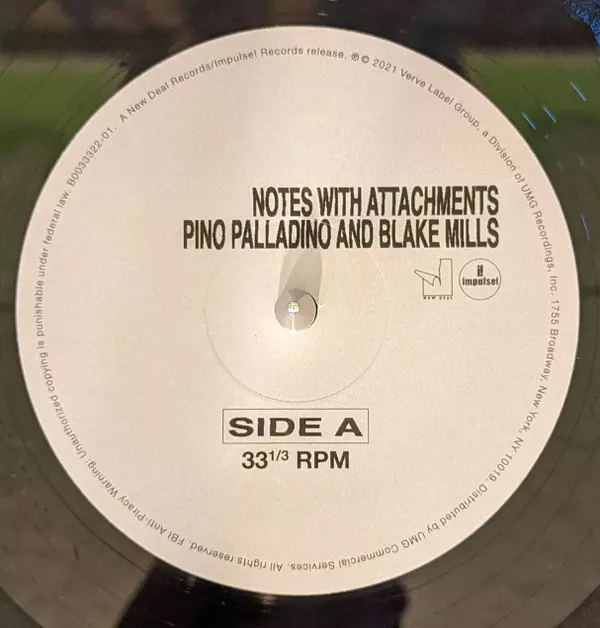 NOTES WITH ATTACHMENTS
PINO PALLADINO AND BLAKE MILLS
NEW DEAL
i!
impulse!
SIDE A
33 1/3 RPM
A New Deal Records/Impulse! Records release. ℗ © 2021 Verve Label Group, a Division of UMG Recordings, Inc. 1755 Broadway, New York, NY 10019. Distributed by UMG Commercial Services. All rights reserved. FBI Anti-Piracy Warning: Unauthorized copying is punishable under federal law. B0033322-01.